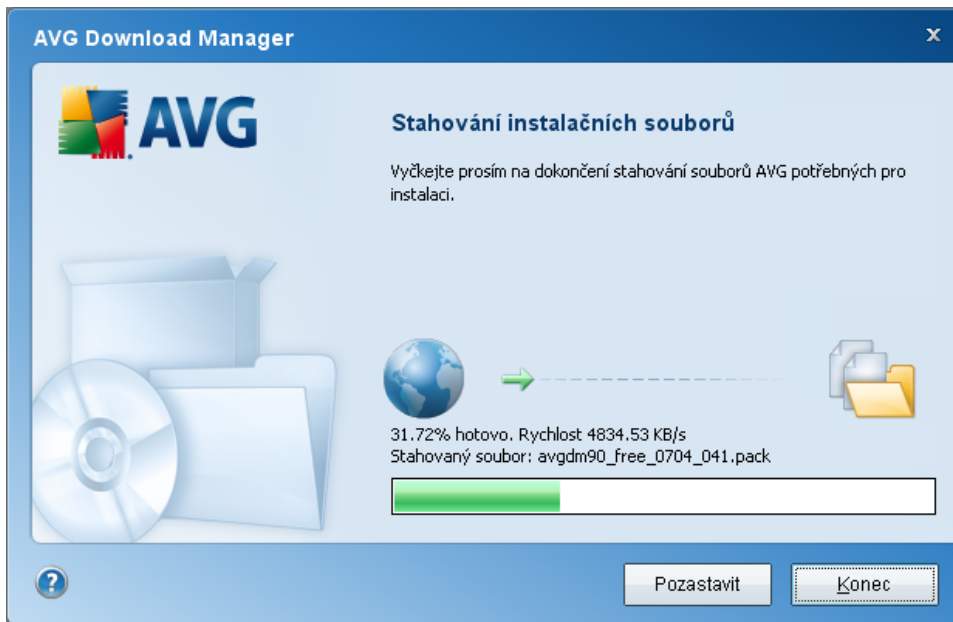 AVG Download Manager
x
AVG
Stahování instalačních souborů
Vyčkejte prosím na dokončení stahování souborů AVG potřebných pro
instalaci.
31.72% hotovo. Rychlost 4834.53 KB/s
Stahovaný soubor: avgdm90_free_0704_041.pack
?
Pozastavit
Konec